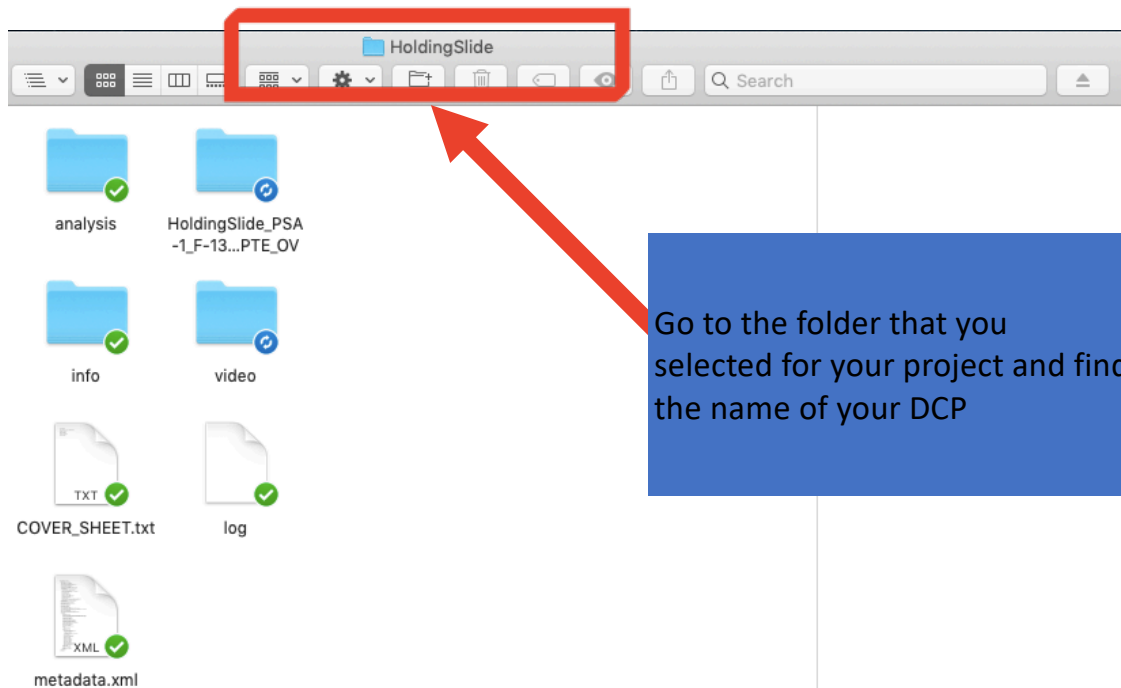 HoldingSlide
Search
analysis
HoldingSlide_PSA
-1_F-13...PTE_OV
info
video
TXT
COVER_SHEET.txt
log
XML
metadata.xml
Go to the folder that you
selected for your project and find
the name of your DCP